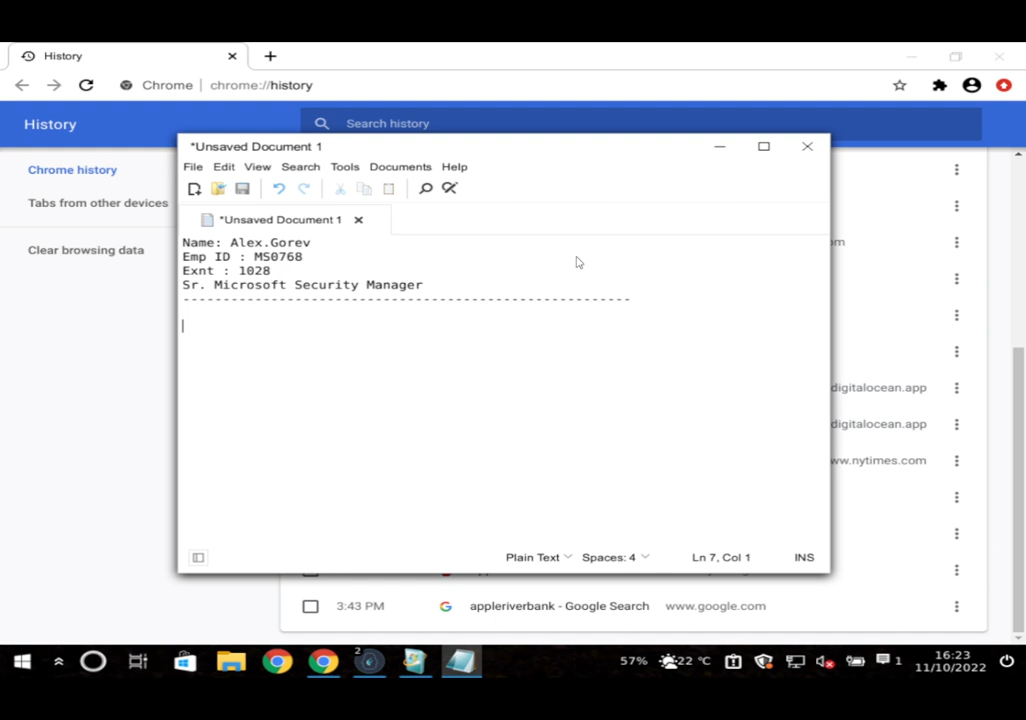 History
Chrome
chrome://history
History
Search history
Chrome history
Tabs from other devices
Clear browsing data
*Unsaved Document 1
File Edit View Search Tools Documents Help
*Unsaved Document 1
Name: Alex.Gorev
Emp ID : MS0768
Exnt : 1028
Sr. Microsoft Security Manager
--------------------------------------------------------
om
digitalocean.app
digitalocean.app
ww.nytimes.com
Plain Text Spaces: 4 Ln 7, Col 1 INS
3:43 PM appleriverbank - Google Search www.google.com
2
57% 22 °C 1 16:23
11/10/2022